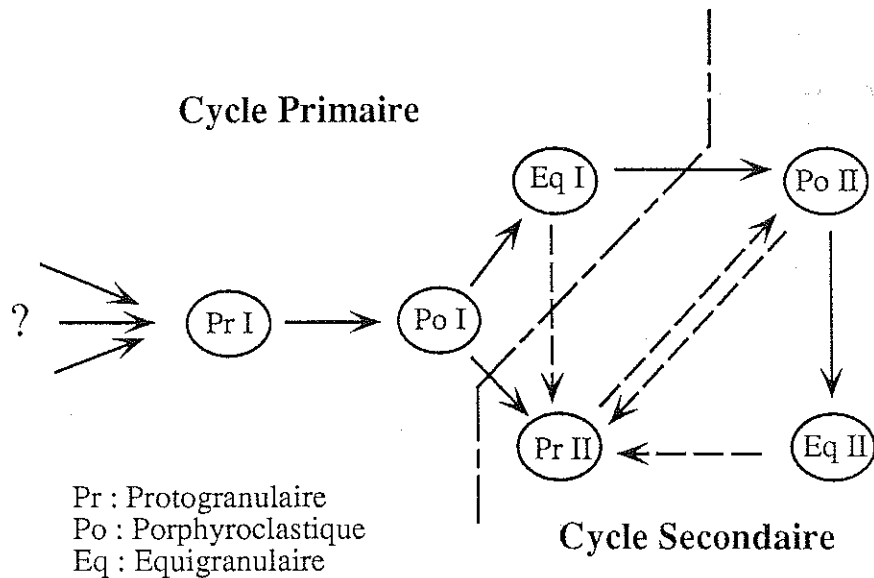 Cycle Primaire
Eq I
Po II
?
Pr I
Po I
Pr II
Eq II
Pr : Protogranulaire
Po : Porphyroclastique
Eq : Equigranulaire
Cycle Secondaire